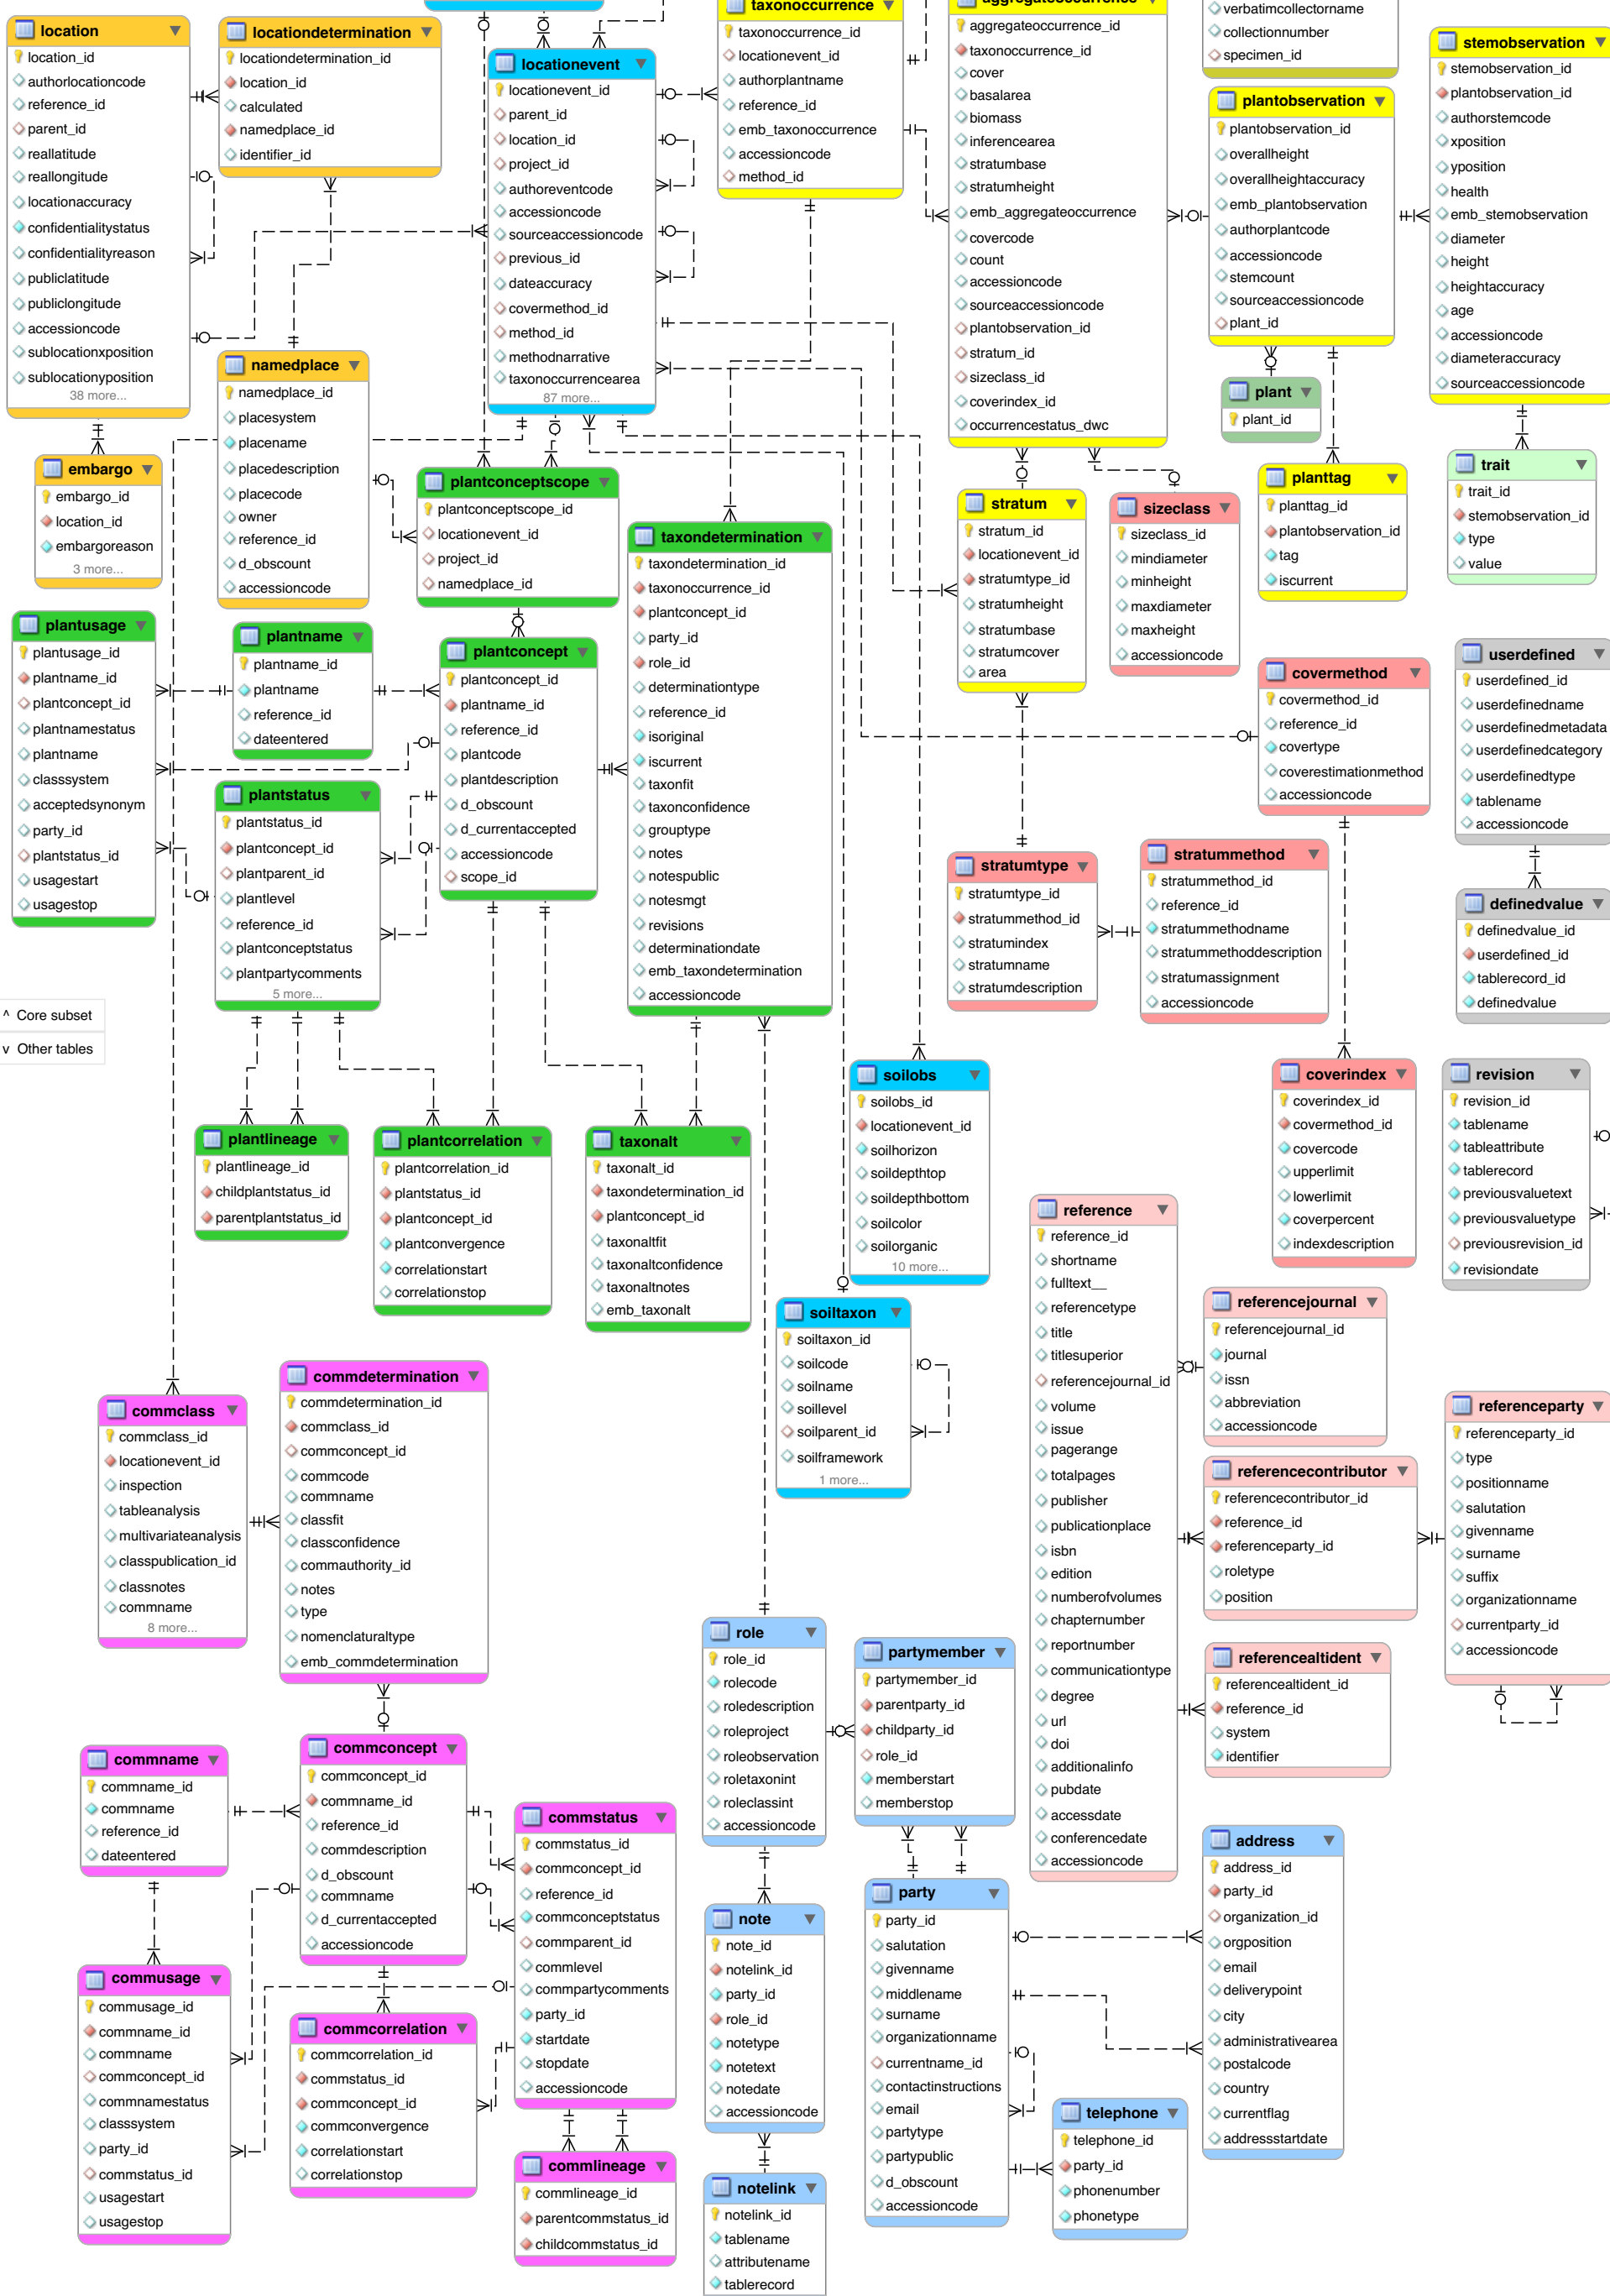 location
location_id
authorlocationcode
reference_id
parent_id
reallatitude
reallongitude
locationaccuracy
confidentialitystatus
confidentialityreason
publiclatitude
publiclongitude
accessioncode
sublocationxposition
sublocationyposition
38 more...
locationdetermination
locationdetermination_id
location_id
calculated
namedplace_id
identifier_id
locationevent
locationevent_id
parent_id
location_id
project_id
authoreventcode
accessioncode
sourceaccessioncode
previous_id
dateaccuracy
covermethod_id
method_id
methodnarrative
taxonoccurrencearea
87 more...
taxonoccurrence
taxonoccurrence_id
locationevent_id
authorplantname
reference_id
emb_taxonoccurrence
accessioncode
method_id
aggregateoccurrence
aggregateoccurrence_id
taxonoccurrence_id
cover
basalarea
biomass
inferencearea
stratumbase
stratumheight
emb_aggregateoccurrence
covercode
count
accessioncode
sourceaccessioncode
plantobservation_id
stratum_id
sizeclass_id
coverindex_id
occurrencestatus_dwc
verbatimcollectorname
collectionnumber
specimen_id
plantobservation
plantobservation_id
overallheight
overallheightaccuracy
emb_plantobservation
authorplantcode
accessioncode
stemcount
sourceaccessioncode
plant_id
stemobservation
stemobservation_id
plantobservation_id
authorstemcode
xposition
yposition
health
emb_stemobservation
diameter
height
heightaccuracy
age
accessioncode
diameteraccuracy
sourceaccessioncode
embargo
embargo_id
location_id
embargoreason
3 more...
namedplace
namedplace_id
placesystem
placename
placedescription
placecode
owner
reference_id
d_obscount
accessioncode
plantconceptscope
plantconceptscope_id
locationevent_id
project_id
namedplace_id
plant
plant_id
planttag
planttag_id
plantobservation_id
tag
iscurrent
trait
trait_id
stemobservation_id
type
value
stratum
stratum_id
locationevent_id
stratumtype_id
stratumheight
stratumbase
stratumcover
area
sizeclass
sizeclass_id
mindiameter
minheight
maxdiameter
maxheight
accessioncode
taxondetermination
taxondetermination_id
taxonoccurrence_id
plantconcept_id
party_id
role_id
determinationtype
reference_id
isoriginal
iscurrent
taxonfit
taxonconfidence
grouptype
notes
notespublic
notesmgt
revisions
determinationdate
emb_taxondetermination
accessioncode
plantusage
plantusage_id
plantname_id
plantconcept_id
plantnamestatus
plantname
classsystem
acceptedsynonym
party_id
plantstatus_id
usagestart
usagestop
plantname
plantname_id
plantname
reference_id
dateentered
plantconcept
plantconcept_id
plantname_id
reference_id
plantcode
plantdescription
d_obscount
d_currentaccepted
accessioncode
scope_id
plantstatus
plantstatus_id
plantconcept_id
plantparent_id
plantlevel
reference_id
plantconceptstatus
plantpartycomments
5 more...
covermethod
covermethod_id
reference_id
covertype
coverestimationmethod
accessioncode
userdefined
userdefined_id
userdefinedname
userdefinedmetadata
userdefinedcategory
userdefinedtype
tablename
accessioncode
stratumtype
stratumtype_id
stratummethod_id
stratumindex
stratumname
stratumdescription
stratummethod
stratummethod_id
reference_id
stratummethodname
stratummethoddescription
stratumassignment
accessioncode
definedvalue
definedvalue_id
userdefined_id
tablerecord_id
definedvalue
^ Core subset
v Other tables
plantlineage
plantlineage_id
childplantstatus_id
parentplantstatus_id
plantcorrelation
plantcorrelation_id
plantstatus_id
plantconcept_id
plantconvergence
correlationstart
correlationstop
taxonalt
taxonalt_id
taxondetermination_id
plantconcept_id
taxonaltfit
taxonaltconfidence
taxonaltnotes
emb_taxonalt
soilobs
soilobs_id
locationevent_id
soilhorizon
soildepthtop
soildepthbottom
soilcolor
soilorganic
10 more...
coverindex
coverindex_id
covermethod_id
covercode
upperlimit
lowerlimit
coverpercent
indexdescription
revision
revision_id
tablename
tableattribute
tablerecord
previousvaluetext
previousvaluetype
previousrevision_id
revisiondate
soiltaxon
soiltaxon_id
soilcode
soilname
soillevel
soilparent_id
soilframework
1 more...
reference
reference_id
shortname
fulltext__
referencetype
title
titlesuperior
referencejournal_id
volume
issue
pagerange
totalpages
publisher
publicationplace
isbn
edition
numberofvolumes
chapternumber
reportnumber
communicationtype
degree
url
doi
additionalinfo
pubdate
accessdate
conferencedate
accessioncode
referencejournal
referencejournal_id
journal
issn
abbreviation
accessioncode
referencecontributor
referencecontributor_id
reference_id
referenceparty_id
roletype
position
referenceparty
referenceparty_id
type
positionname
salutation
givenname
surname
suffix
organizationname
currentparty_id
accessioncode
referencealtident
referencealtident_id
reference_id
system
identifier
commclass
commclass_id
locationevent_id
inspection
tableanalysis
multivariateanalysis
classpublication_id
classnotes
commname
8 more...
commdetermination
commdetermination_id
commclass_id
commconcept_id
commcode
commname
classfit
classconfidence
commauthority_id
notes
type
nomenclaturaltype
emb_commdetermination
role
role_id
rolecode
roledescription
roleproject
roleobservation
roletaxonint
roleclassint
accessioncode
partymember
partymember_id
parentparty_id
childparty_id
role_id
memberstart
memberstop
commname
commname_id
commname
reference_id
dateentered
commconcept
commconcept_id
commname_id
reference_id
commdescription
d_obscount
commname
d_currentaccepted
accessioncode
commstatus
commstatus_id
commconcept_id
reference_id
commconceptstatus
commparent_id
commlevel
commpartycomments
party_id
startdate
stopdate
accessioncode
note
note_id
notelink_id
party_id
role_id
notetype
notetext
notedate
accessioncode
party
party_id
salutation
givenname
middlename
surname
organizationname
currentname_id
contactinstructions
email
partytype
partypublic
d_obscount
accessioncode
address
address_id
party_id
organization_id
orgposition
email
deliverypoint
city
administrativearea
postalcode
country
currentflag
addressstartdate
commusage
commusage_id
commname_id
commname
commconcept_id
commnamestatus
classsystem
party_id
commstatus_id
usagestart
usagestop
commcorrelation
commcorrelation_id
commstatus_id
commconcept_id
commconvergence
correlationstart
correlationstop
commlineage
commlineage_id
parentcommstatus_id
childcommstatus_id
notelink
notelink_id
tablename
attributename
tablerecord
telephone
telephone_id
party_id
phonenumber
phonetype